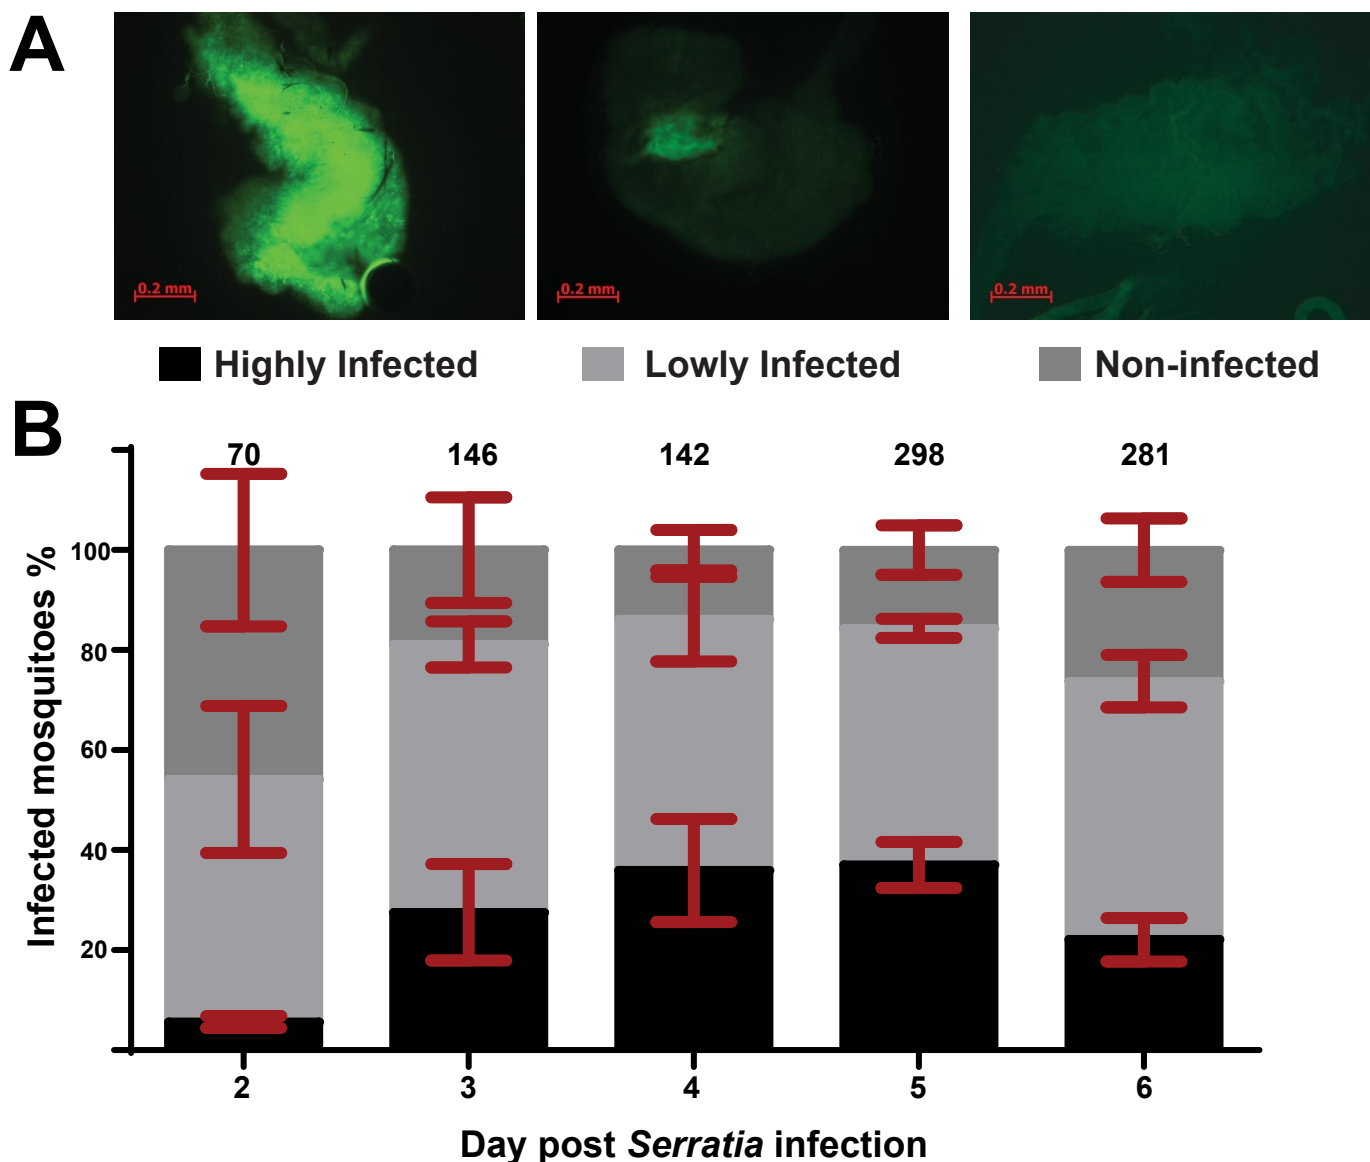 A
0.2 mm
0.2 mm
0.2 mm
Highly Infected
Lowly Infected
Non-infected
B
70
146
142
298
281
100
80
60
40
20
Infected mosquitoes %
2
3
4
5
6
Day post Serratia infection